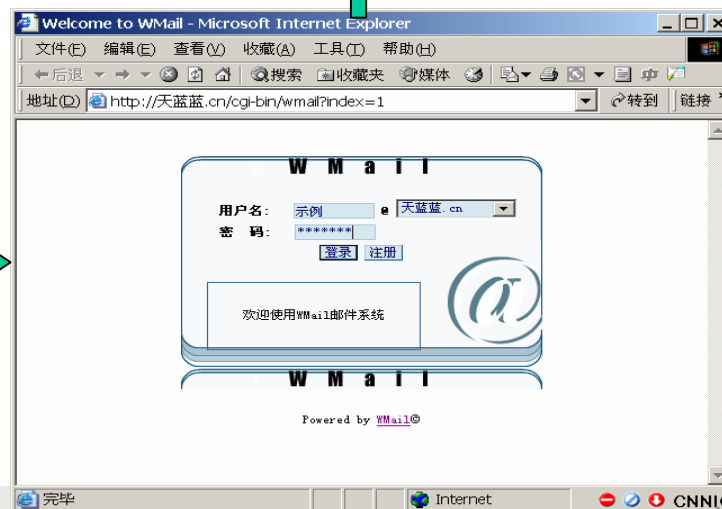 Welcome to WMail - Microsoft Internet Explorer
文件(F) 编辑(E) 查看(V) 收藏(A) 工具(T) 帮助(H)
后退 搜索 收藏夹 媒体
地址(D) http://天蓝蓝.cn/cgi-bin/wmail?index=1 转到 链接 »
WMail
用户名: 示例 @ 天蓝蓝.cn
密 码: *******
登录 注册
欢迎使用WMail邮件系统
WMail
Powered by WMail©
完毕 Internet